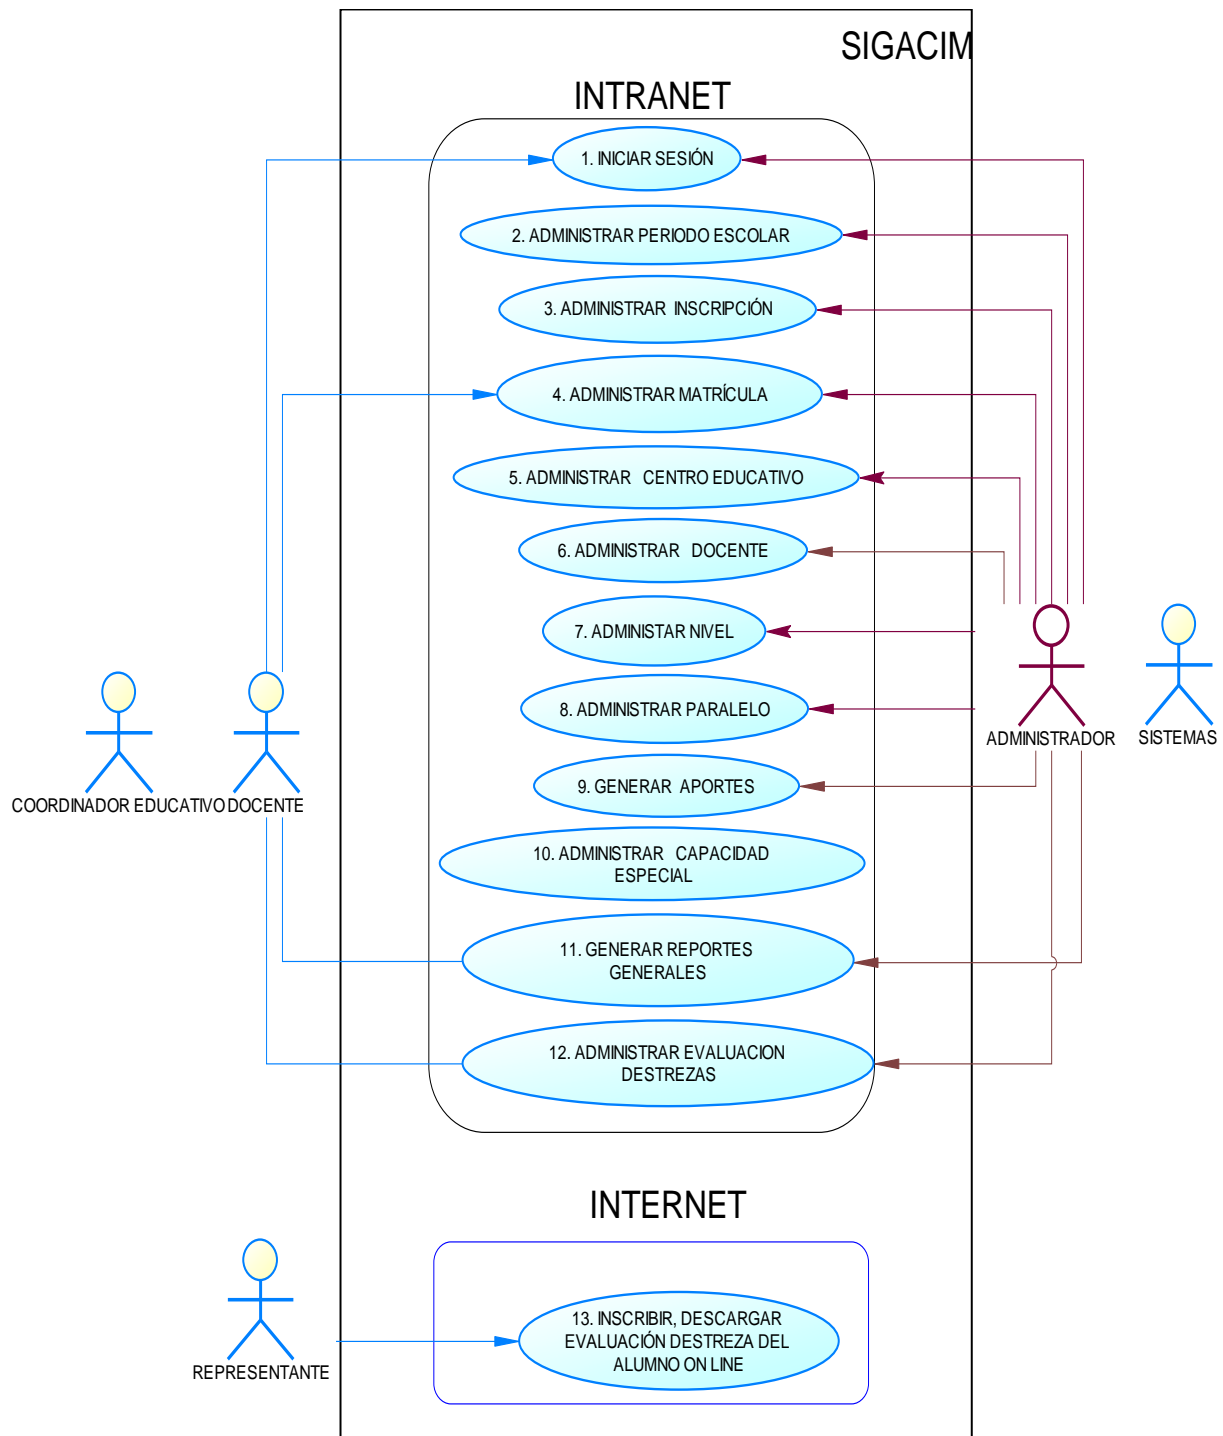 SIGACIM
INTRANET
1. INICIAR SESIÓN
2. ADMINISTRAR PERIODO ESCOLAR
3. ADMINISTRAR INSCRIPCIÓN
4. ADMINISTRAR MATRÍCULA
5. ADMINISTRAR CENTRO EDUCATIVO
6. ADMINISTRAR DOCENTE
7. ADMINISTAR NIVEL
8. ADMINISTRAR PARALELO
ADMINISTRADOR
SISTEMAS
9. GENERAR APORTES
COORDINADOR EDUCATIVO
DOCENTE
10. ADMINISTRAR CAPACIDAD
ESPECIAL
11. GENERAR REPORTES
GENERALES
12. ADMINISTRAR EVALUACION
DESTREZAS
INTERNET
13. INSCRIBIR, DESCARGAR
EVALUACIÓN DESTREZA DEL
ALUMNO ON LINE
REPRESENTANTE